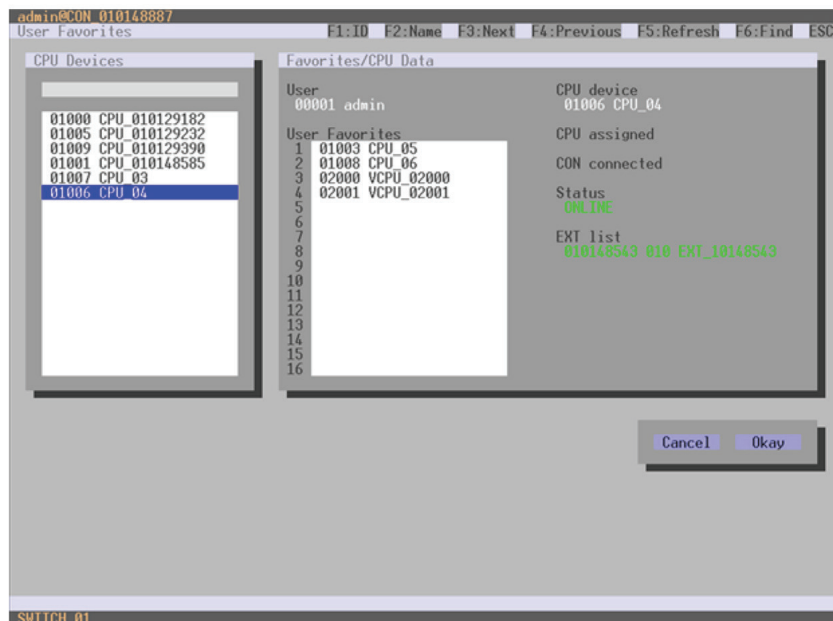 admin@CON_010148887
User Favorites F1:ID F2:Name F3:Next F4:Previous F5:Refresh F6:Find ESC
CPU Devices
01000 CPU_010129182
01005 CPU_010129232
01009 CPU_010129390
01001 CPU_010148585
01007 CPU_03
01006 CPU_04
Favorites/CPU Data
User
00001 admin
User Favorites
1 01003 CPU_05
2 01008 CPU_06
3 02000 VCPU_02000
4 02001 VCPU_02001
5
6
7
8
9
10
11
12
13
14
15
16
CPU device
01006 CPU_04
CPU assigned
CON connected
Status
ONLINE
EXT list
010148543 010 EXT_10148543
Cancel Okay
SWITCH_01